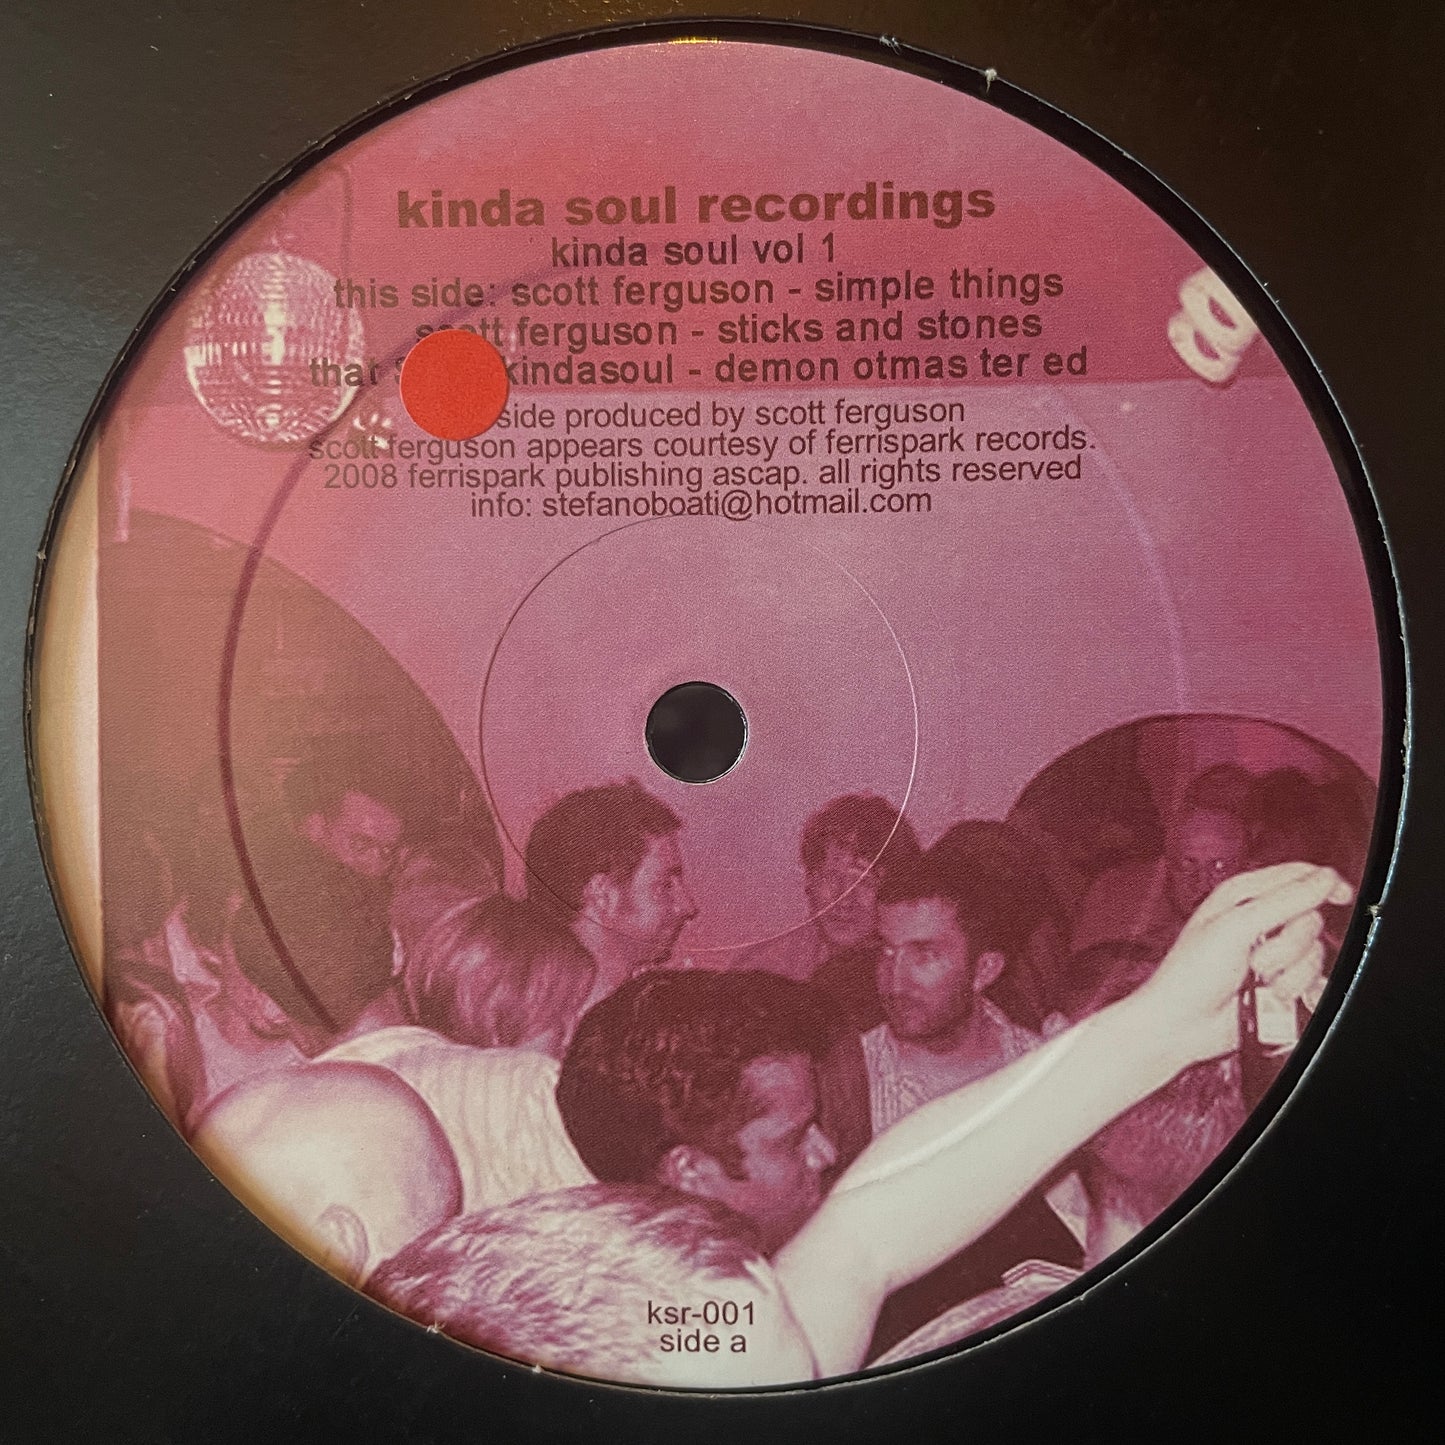 kinda soul recordings
kinda soul vol 1
this side: scott ferguson - simple things
scott ferguson - sticks and stones
that kindasoul - demon otmas ter ed
side produced by scott ferguson
scott ferguson appears courtesy of ferrispark records.
2008 ferrispark publishing ascap. all rights reserved
info: stefanoboati@hotmail.com
ksr-001
side a